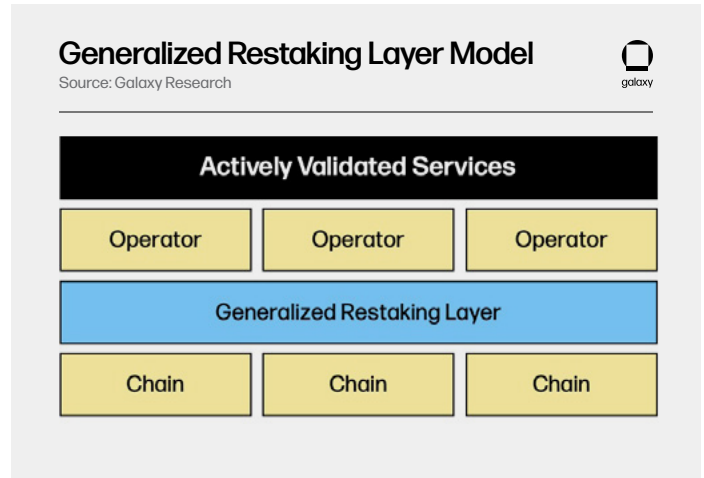 Generalized Restaking Layer Model
Source: Galaxy Research
galaxy
Actively Validated Services
Operator
Operator
Operator
Generalized Restaking Layer
Chain
Chain
Chain